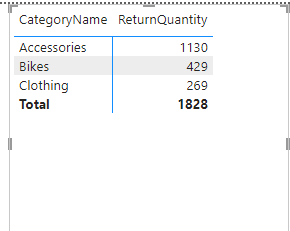 CategoryName ReturnQuantity
Accessories 1130
Bikes 429
Clothing 269
Total 1828